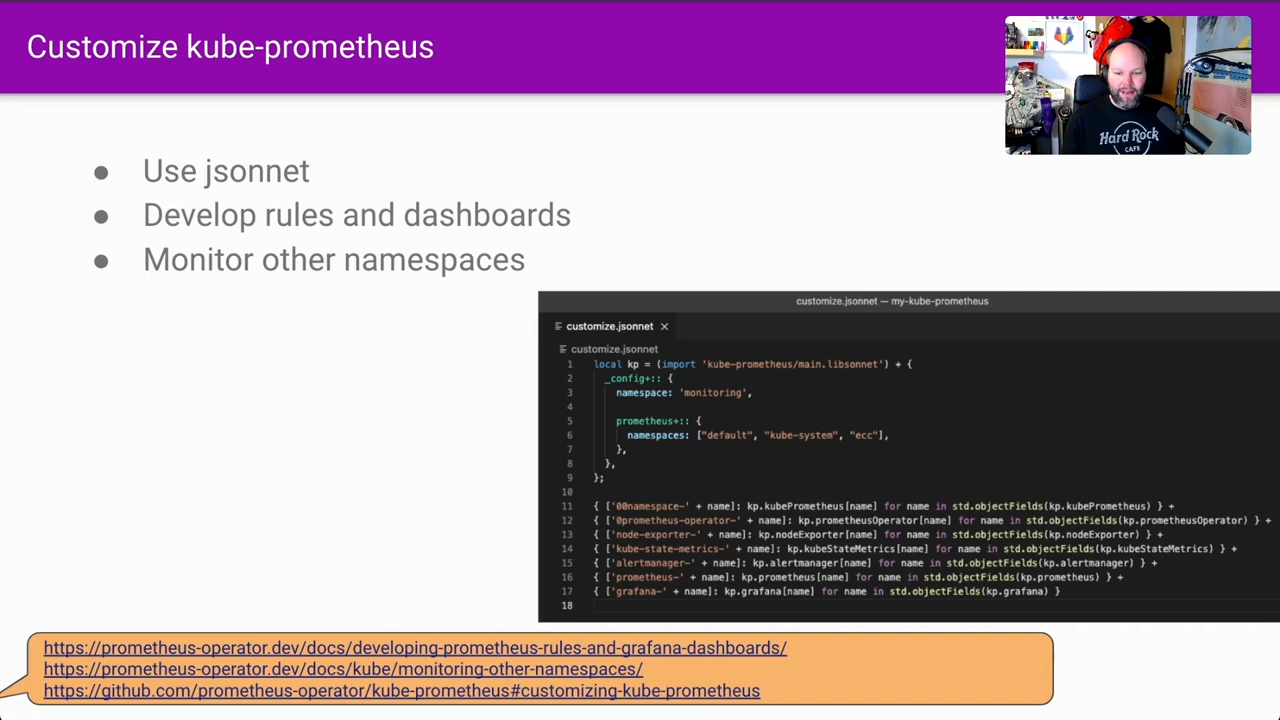 Customize kube-prometheus
Hard Rock
CAFE
● Use jsonnet
● Develop rules and dashboards
● Monitor other namespaces
customize.jsonnet — my-kube-prometheus
customize.jsonnet ×
customize.jsonnet
1 local kp = (import 'kube-prometheus/main.libsonnet') + {
2 _config+:: {
3 namespace: 'monitoring',
4
5 prometheus+:: {
6 namespaces: ["default", "kube-system", "ecc"],
7 },
8 },
9 };
10
11 { ['00namespace-' + name]: kp.kubePrometheus[name] for name in std.objectFields(kp.kubePrometheus) } +
12 { ['0prometheus-operator-' + name]: kp.prometheusOperator[name] for name in std.objectFields(kp.prometheusOperator) } +
13 { ['node-exporter-' + name]: kp.nodeExporter[name] for name in std.objectFields(kp.nodeExporter) } +
14 { ['kube-state-metrics-' + name]: kp.kubeStateMetrics[name] for name in std.objectFields(kp.kubeStateMetrics) } +
15 { ['alertmanager-' + name]: kp.alertmanager[name] for name in std.objectFields(kp.alertmanager) } +
16 { ['prometheus-' + name]: kp.prometheus[name] for name in std.objectFields(kp.prometheus) } +
17 { ['grafana-' + name]: kp.grafana[name] for name in std.objectFields(kp.grafana) }
18
https://prometheus-operator.dev/docs/developing-prometheus-rules-and-grafana-dashboards/
https://prometheus-operator.dev/docs/kube/monitoring-other-namespaces/
https://github.com/prometheus-operator/kube-prometheus#customizing-kube-prometheus